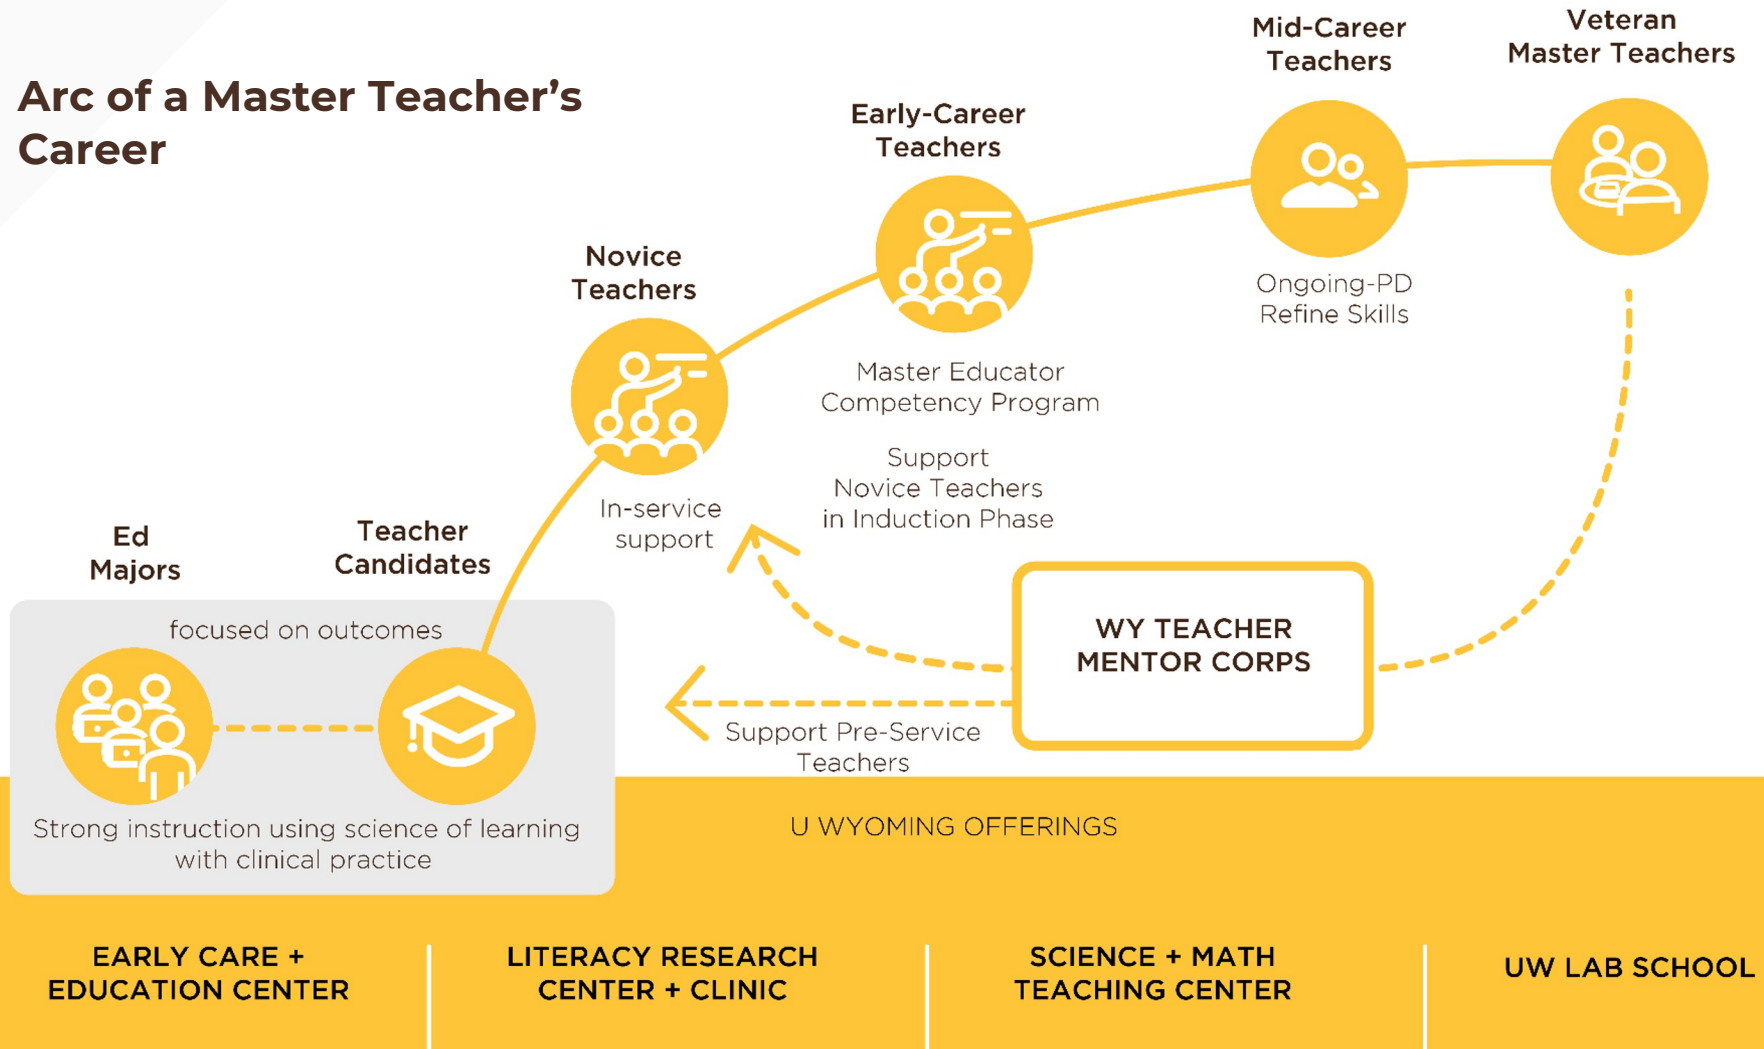 Arc of a Master Teacher’s
Career
Ed
Majors
Teacher
Candidates
focused on outcomes
Strong instruction using science of learning
with clinical practice
Novice
Teachers
In-service
support
Early-Career
Teachers
Master Educator
Competency Program
Support
Novice Teachers
in Induction Phase
Mid-Career
Teachers
Ongoing-PD
Refine Skills
Veteran
Master Teachers
WY TEACHER
MENTOR CORPS
Support Pre-Service
Teachers
U WYOMING OFFERINGS
EARLY CARE +
EDUCATION CENTER
LITERACY RESEARCH
CENTER + CLINIC
SCIENCE + MATH
TEACHING CENTER
UW LAB SCHOOL